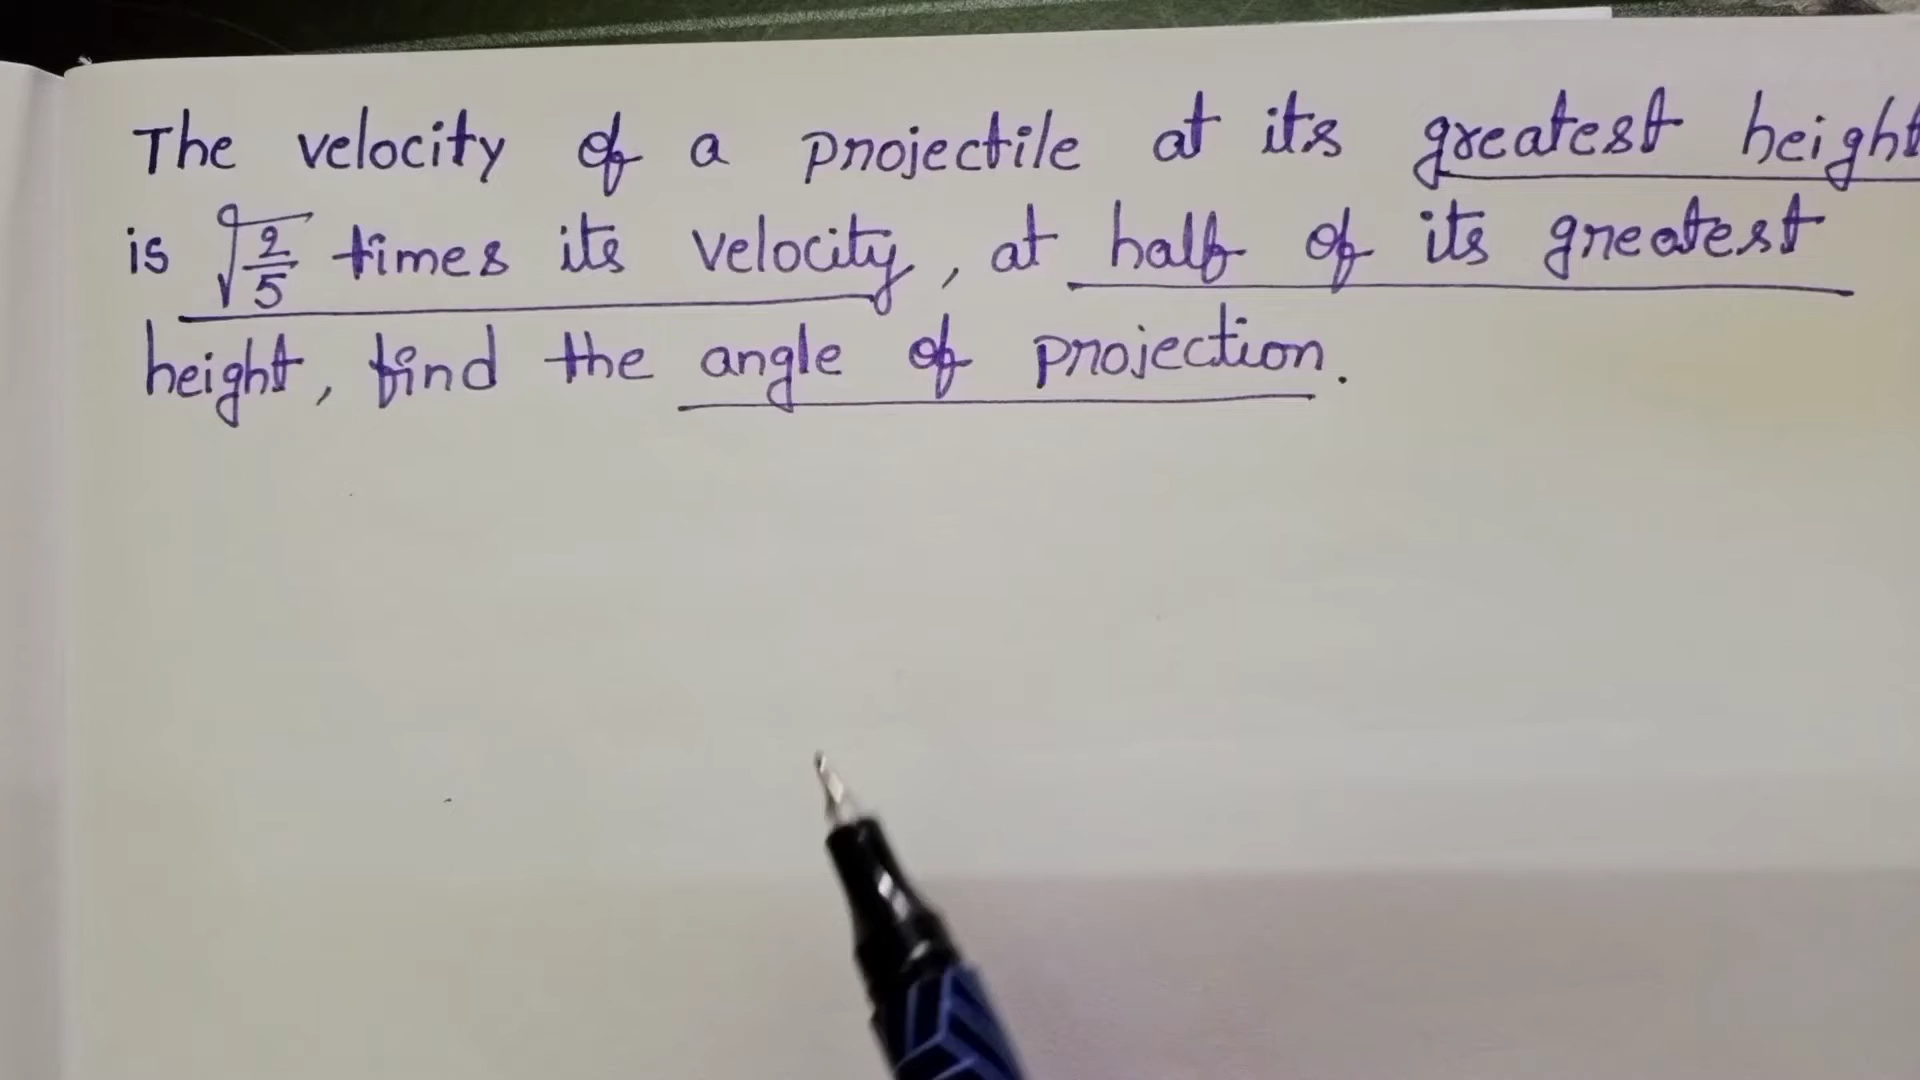 The velocity of a projectile at its greatest height
is √2/5 times its velocity, at half of its greatest
height, find the angle of projection.